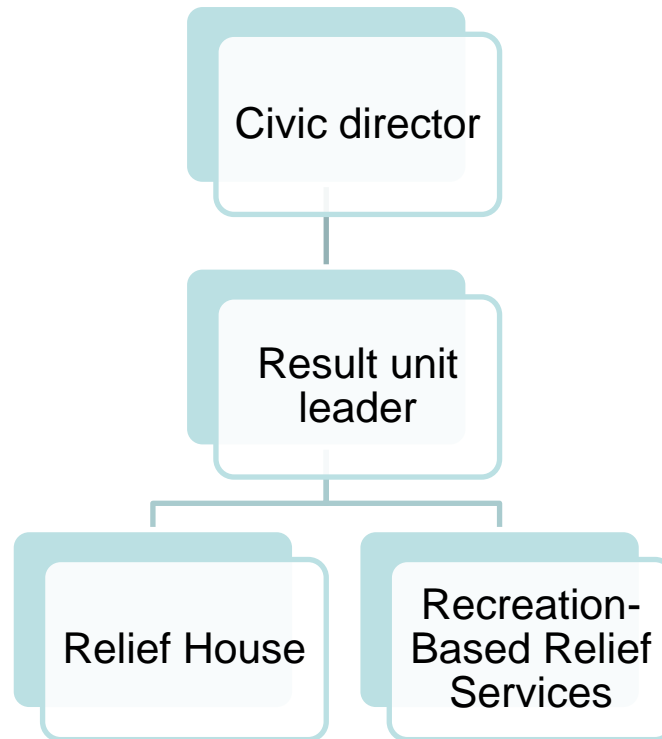 Civic director
Result unit
leader
Relief House
Recreation-
Based Relief
Services